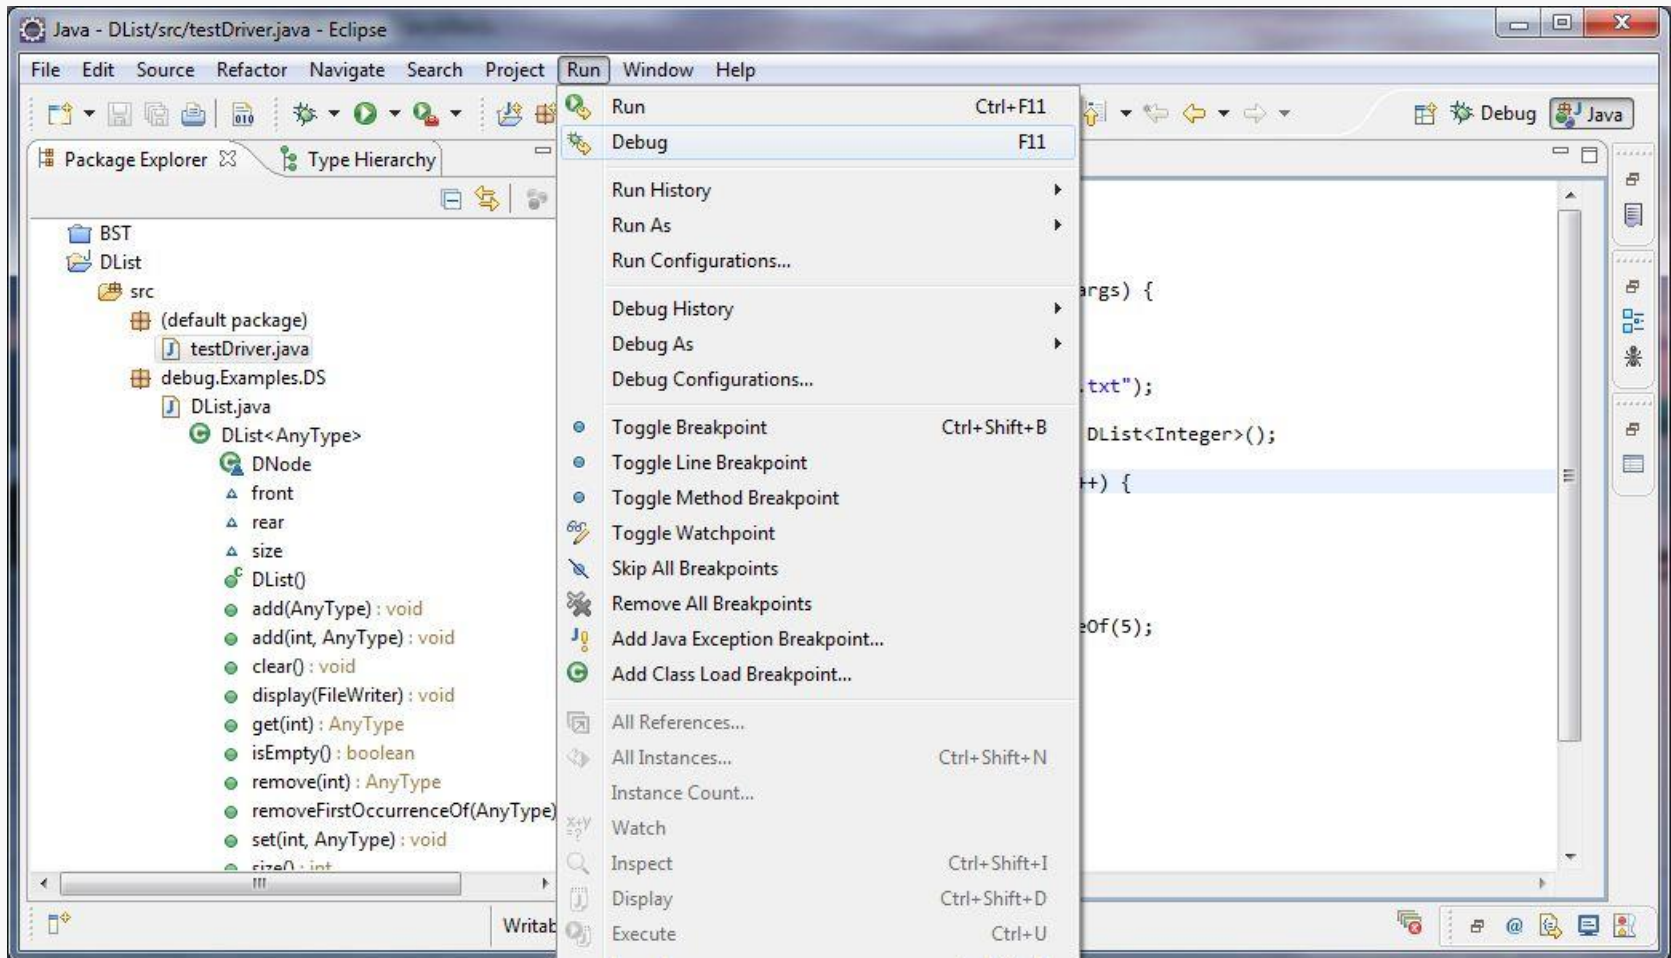 Java - DList/src/testDriver.java - Eclipse
File Edit Source Refactor Navigate Search Project Run Window Help
Debug Java
Package Explorer Type Hierarchy
BST
DList
src
(default package)
testDriver.java
debug.Examples.DS
DList.java
DList<AnyType>
DNode
front
rear
size
DList()
add(AnyType) : void
add(int, AnyType) : void
clear() : void
display(FileWriter) : void
get(int) : AnyType
isEmpty() : boolean
remove(int) : AnyType
removeFirstOccurrenceOf(AnyType)
set(int, AnyType) : void
size() : int
Writab
Run Ctrl+F11
Debug F11
Run History
Run As
Run Configurations...
Debug History
Debug As
Debug Configurations...
Toggle Breakpoint Ctrl+Shift+B
Toggle Line Breakpoint
Toggle Method Breakpoint
Toggle Watchpoint
Skip All Breakpoints
Remove All Breakpoints
Add Java Exception Breakpoint...
Add Class Load Breakpoint...
All References...
All Instances... Ctrl+Shift+N
Instance Count...
Watch
Inspect Ctrl+Shift+I
Display Ctrl+Shift+D
Execute Ctrl+U
args) {
.txt");
DList<Integer>();
++) {
eOf(5);